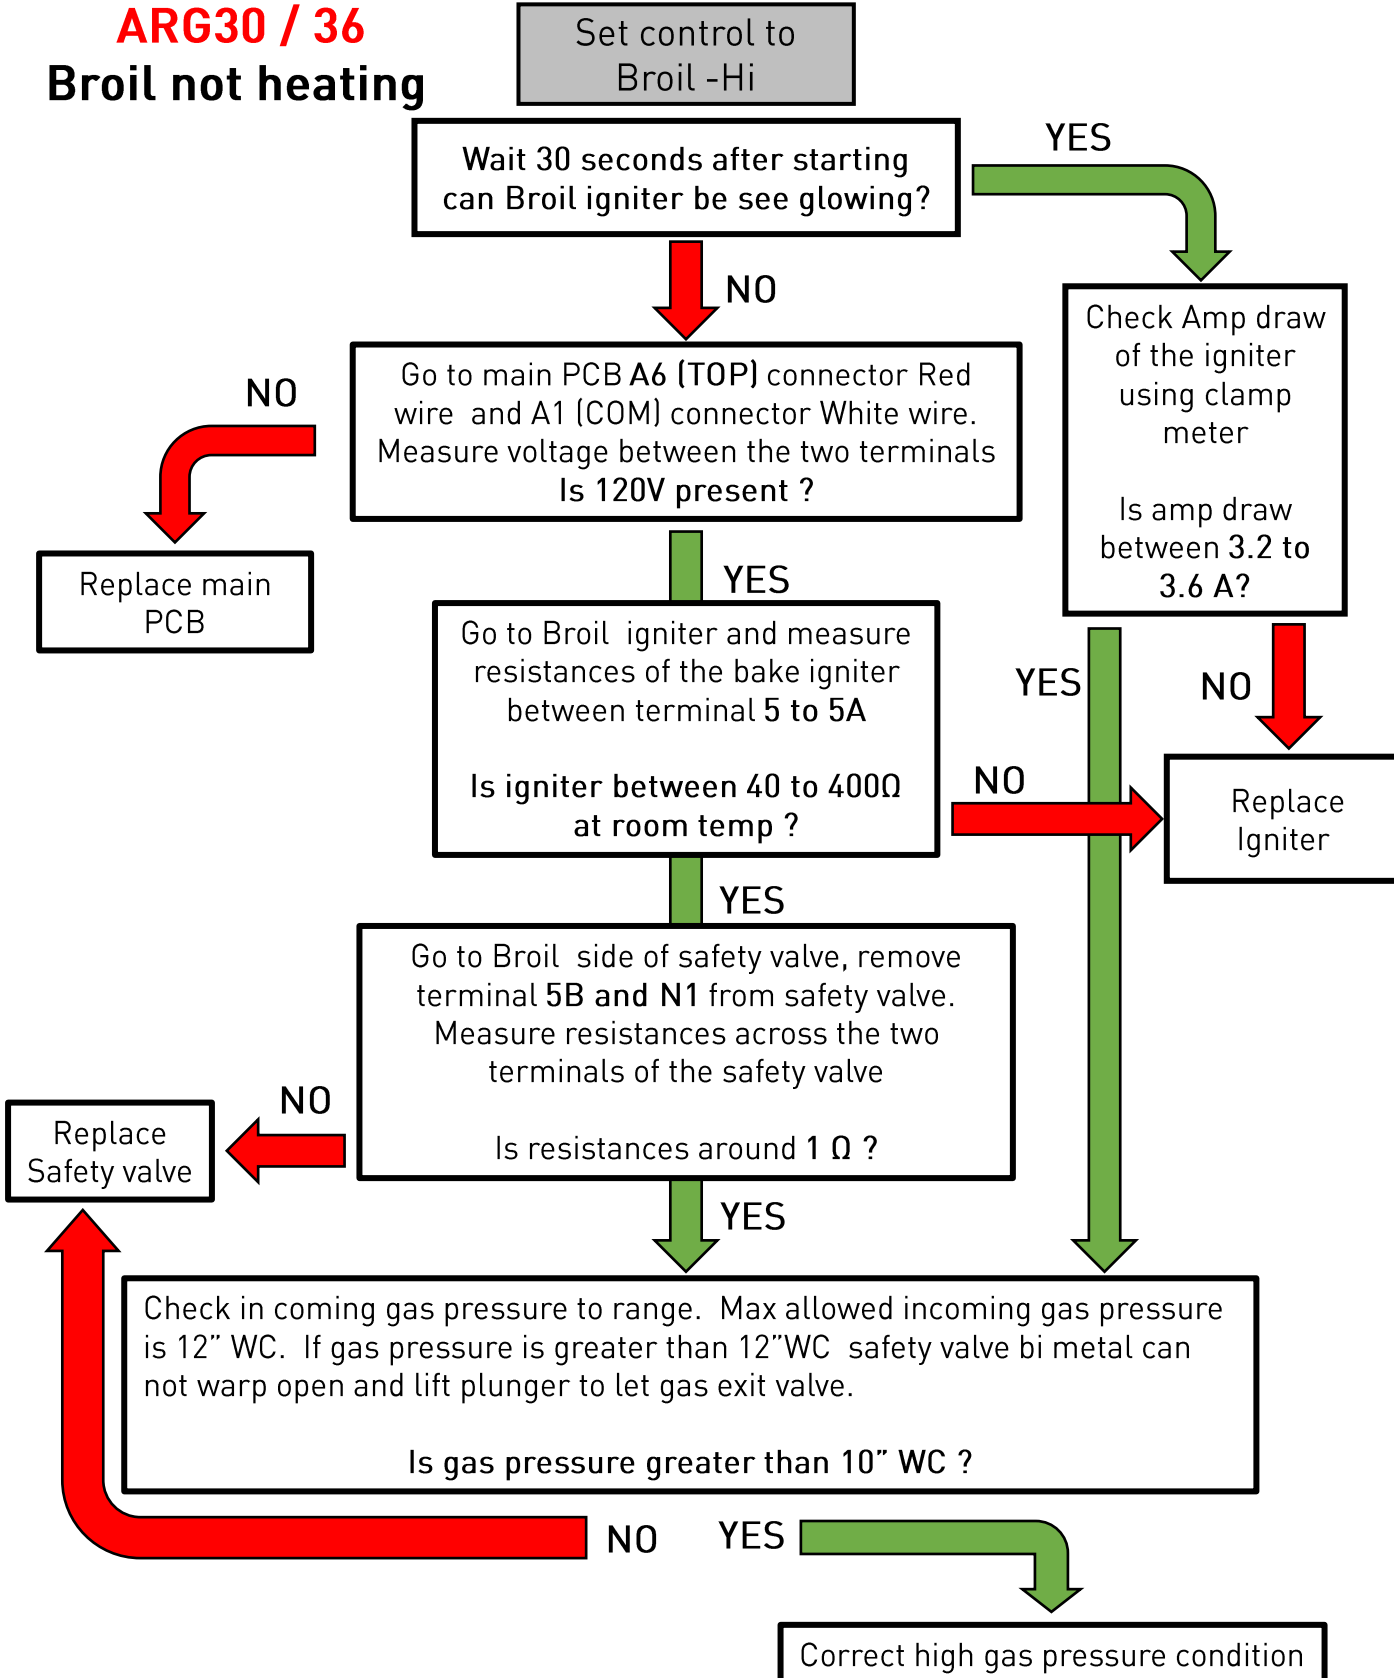 ARG30 / 36
Broil not heating
Set control to
Broil -Hi
Wait 30 seconds after starting
can Broil igniter be see glowing?
YES
NO
Check Amp draw
of the igniter
using clamp
meter
Is amp draw
between 3.2 to
3.6 A?
Go to main PCB A6 (TOP) connector Red
wire and A1 (COM) connector White wire.
Measure voltage between the two terminals
Is 120V present ?
NO
Replace main
PCB
YES
Go to Broil igniter and measure
resistances of the bake igniter
between terminal 5 to 5A
Is igniter between 40 to 400Ω
at room temp ?
YES
NO
NO
Replace
Igniter
YES
Go to Broil side of safety valve, remove
terminal 5B and N1 from safety valve.
Measure resistances across the two
terminals of the safety valve
Is resistances around 1 Ω ?
NO
Replace
Safety valve
YES
Check in coming gas pressure to range. Max allowed incoming gas pressure
is 12” WC. If gas pressure is greater than 12”WC safety valve bi metal can
not warp open and lift plunger to let gas exit valve.
Is gas pressure greater than 10” WC ?
NO
YES
Correct high gas pressure condition